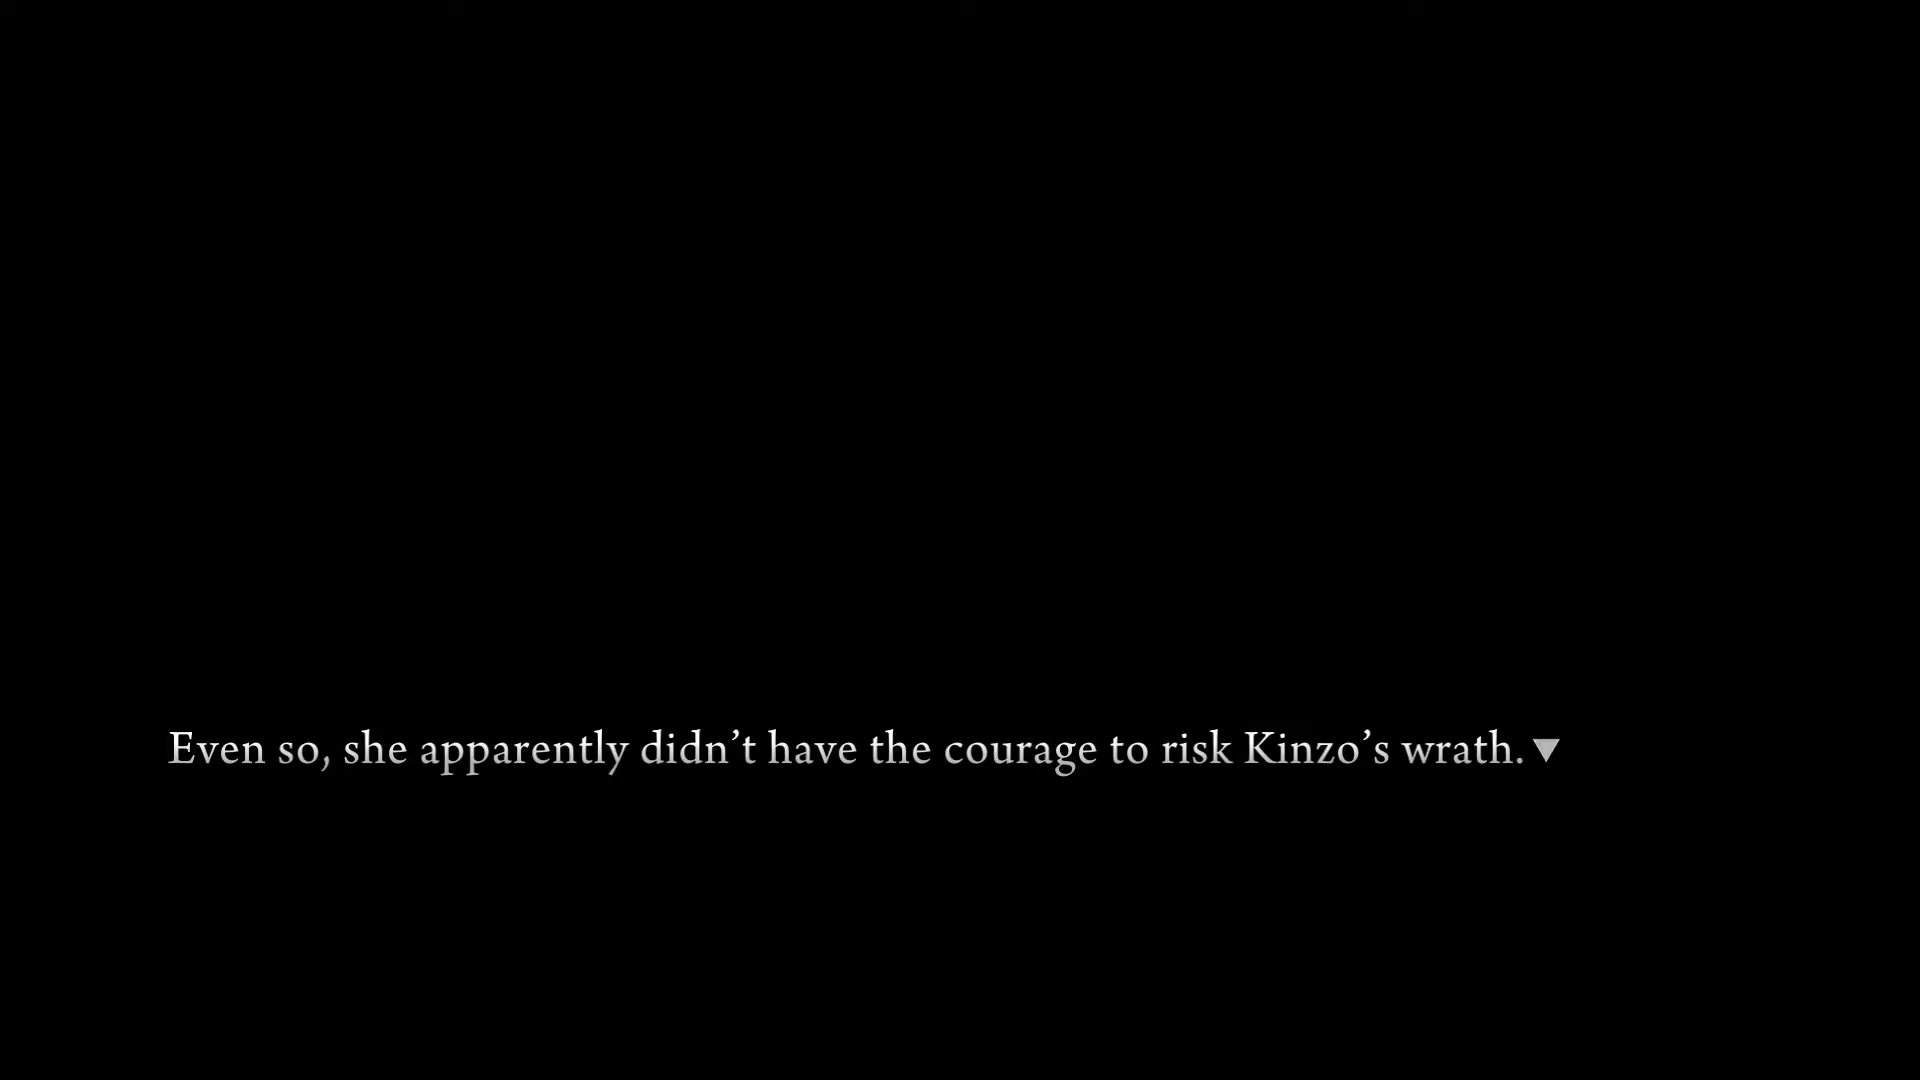 Even so, she apparently didn’t have the courage to risk Kinzo’s wrath.